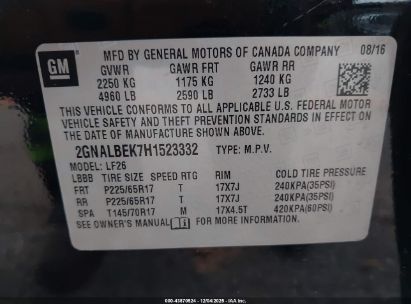 MFD BY GENERAL MOTORS OF CANADA COMPANY 08/16
GM
GVWR GAWR FRT GAWR RR
2250 KG 1175 KG 1240 KG
4960 LB 2590 LB 2733 LB
THIS VEHICLE CONFORMS TO ALL APPLICABLE U.S. FEDERAL MOTOR
VEHICLE SAFETY AND THEFT PREVENTION STANDARDS IN EFFECT
ON THE DATE OF MANUFACTURE SHOWN ABOVE.
2GNALBEK7H1523332 TYPE: M.P.V.
MODEL: LF26
LBBB TIRE SIZE SPEED RTG RIM COLD TIRE PRESSURE
FRT P225/65R17 T 17X7J 240KPA(35PSI)
RR P225/65R17 T 17X7J 240KPA(35PSI)
SPA T145/70R17 M 17X4.5T 420KPA(60PSI)
SEE OWNER'S MANUAL FOR MORE INFORMATION.